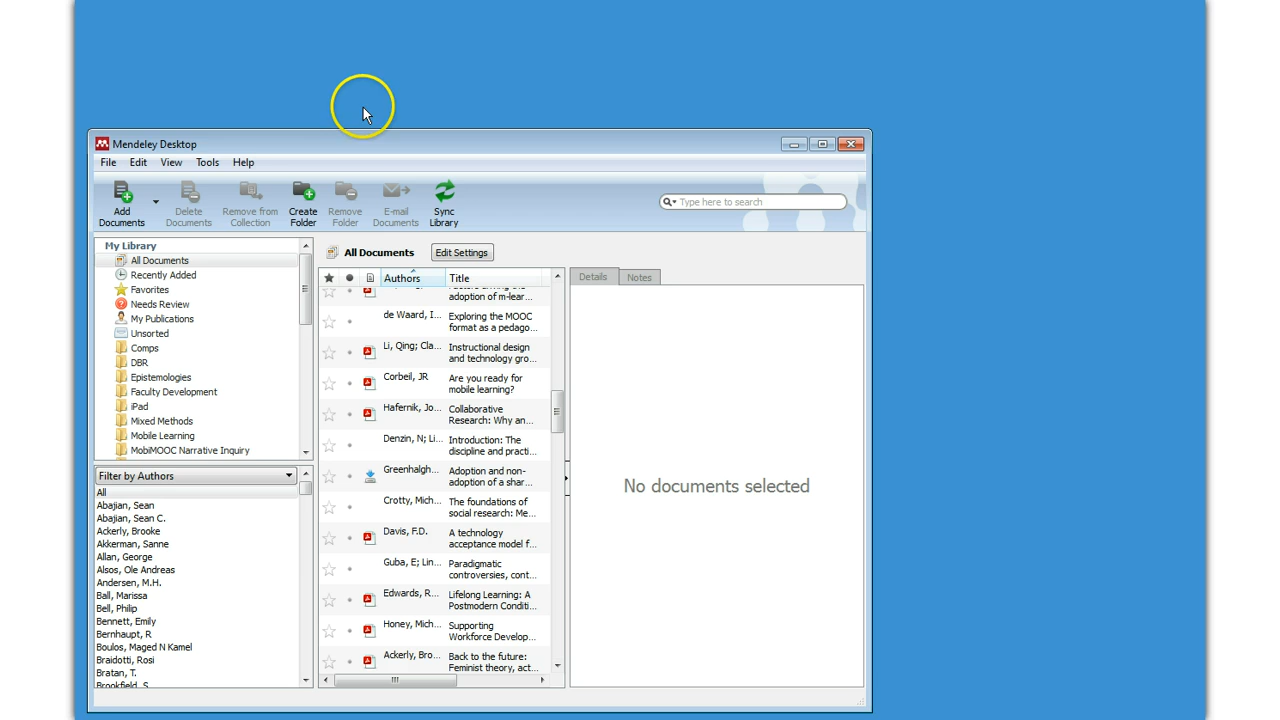 Mendeley Desktop
File Edit View Tools Help
Add Documents
Delete Documents
Remove from Collection
Create Folder
Remove Folder
E-mail Documents
Sync Library
Type here to search
My Library
All Documents
Recently Added
Favorites
Needs Review
My Publications
Unsorted
Comps
DBR
Epistemologies
Faculty Development
iPad
Mixed Methods
Mobile Learning
MobiMOOC Narrative Inquiry
Filter by Authors
All
Abajian, Sean
Abajian, Sean C.
Ackerly, Brooke
Akkerman, Sanne
Allan, George
Alsos, Ole Andreas
Andersen, M.H.
Ball, Marissa
Bell, Philip
Bennett, Emily
Bernhaupt, R
Boulos, Maged N Kamel
Braidotti, Rosi
Bratan, T.
Brookfield, S.
All Documents Edit Settings
Authors Title
adoption of m-lear...
de Waard, I... Exploring the MOOC
format as a pedago...
Li, Qing; Cla... Instructional design
and technology gro...
Corbeil, JR Are you ready for
mobile learning?
Hafernik, Jo... Collaborative
Research: Why an...
Denzin, N; Li... Introduction: The
discipline and practi...
Greenhalgh... Adoption and non-
adoption of a shar...
Crotty, Mich... The foundations of
social research: Me...
Davis, F.D. A technology
acceptance model f...
Guba, E; Lin... Paradigmatic
controversies, cont...
Edwards, R... Lifelong Learning: A
Postmodern Conditi...
Honey, Mich... Supporting
Workforce Develop...
Ackerly, Bro... Back to the future:
Feminist theory, act...
Details Notes
No documents selected